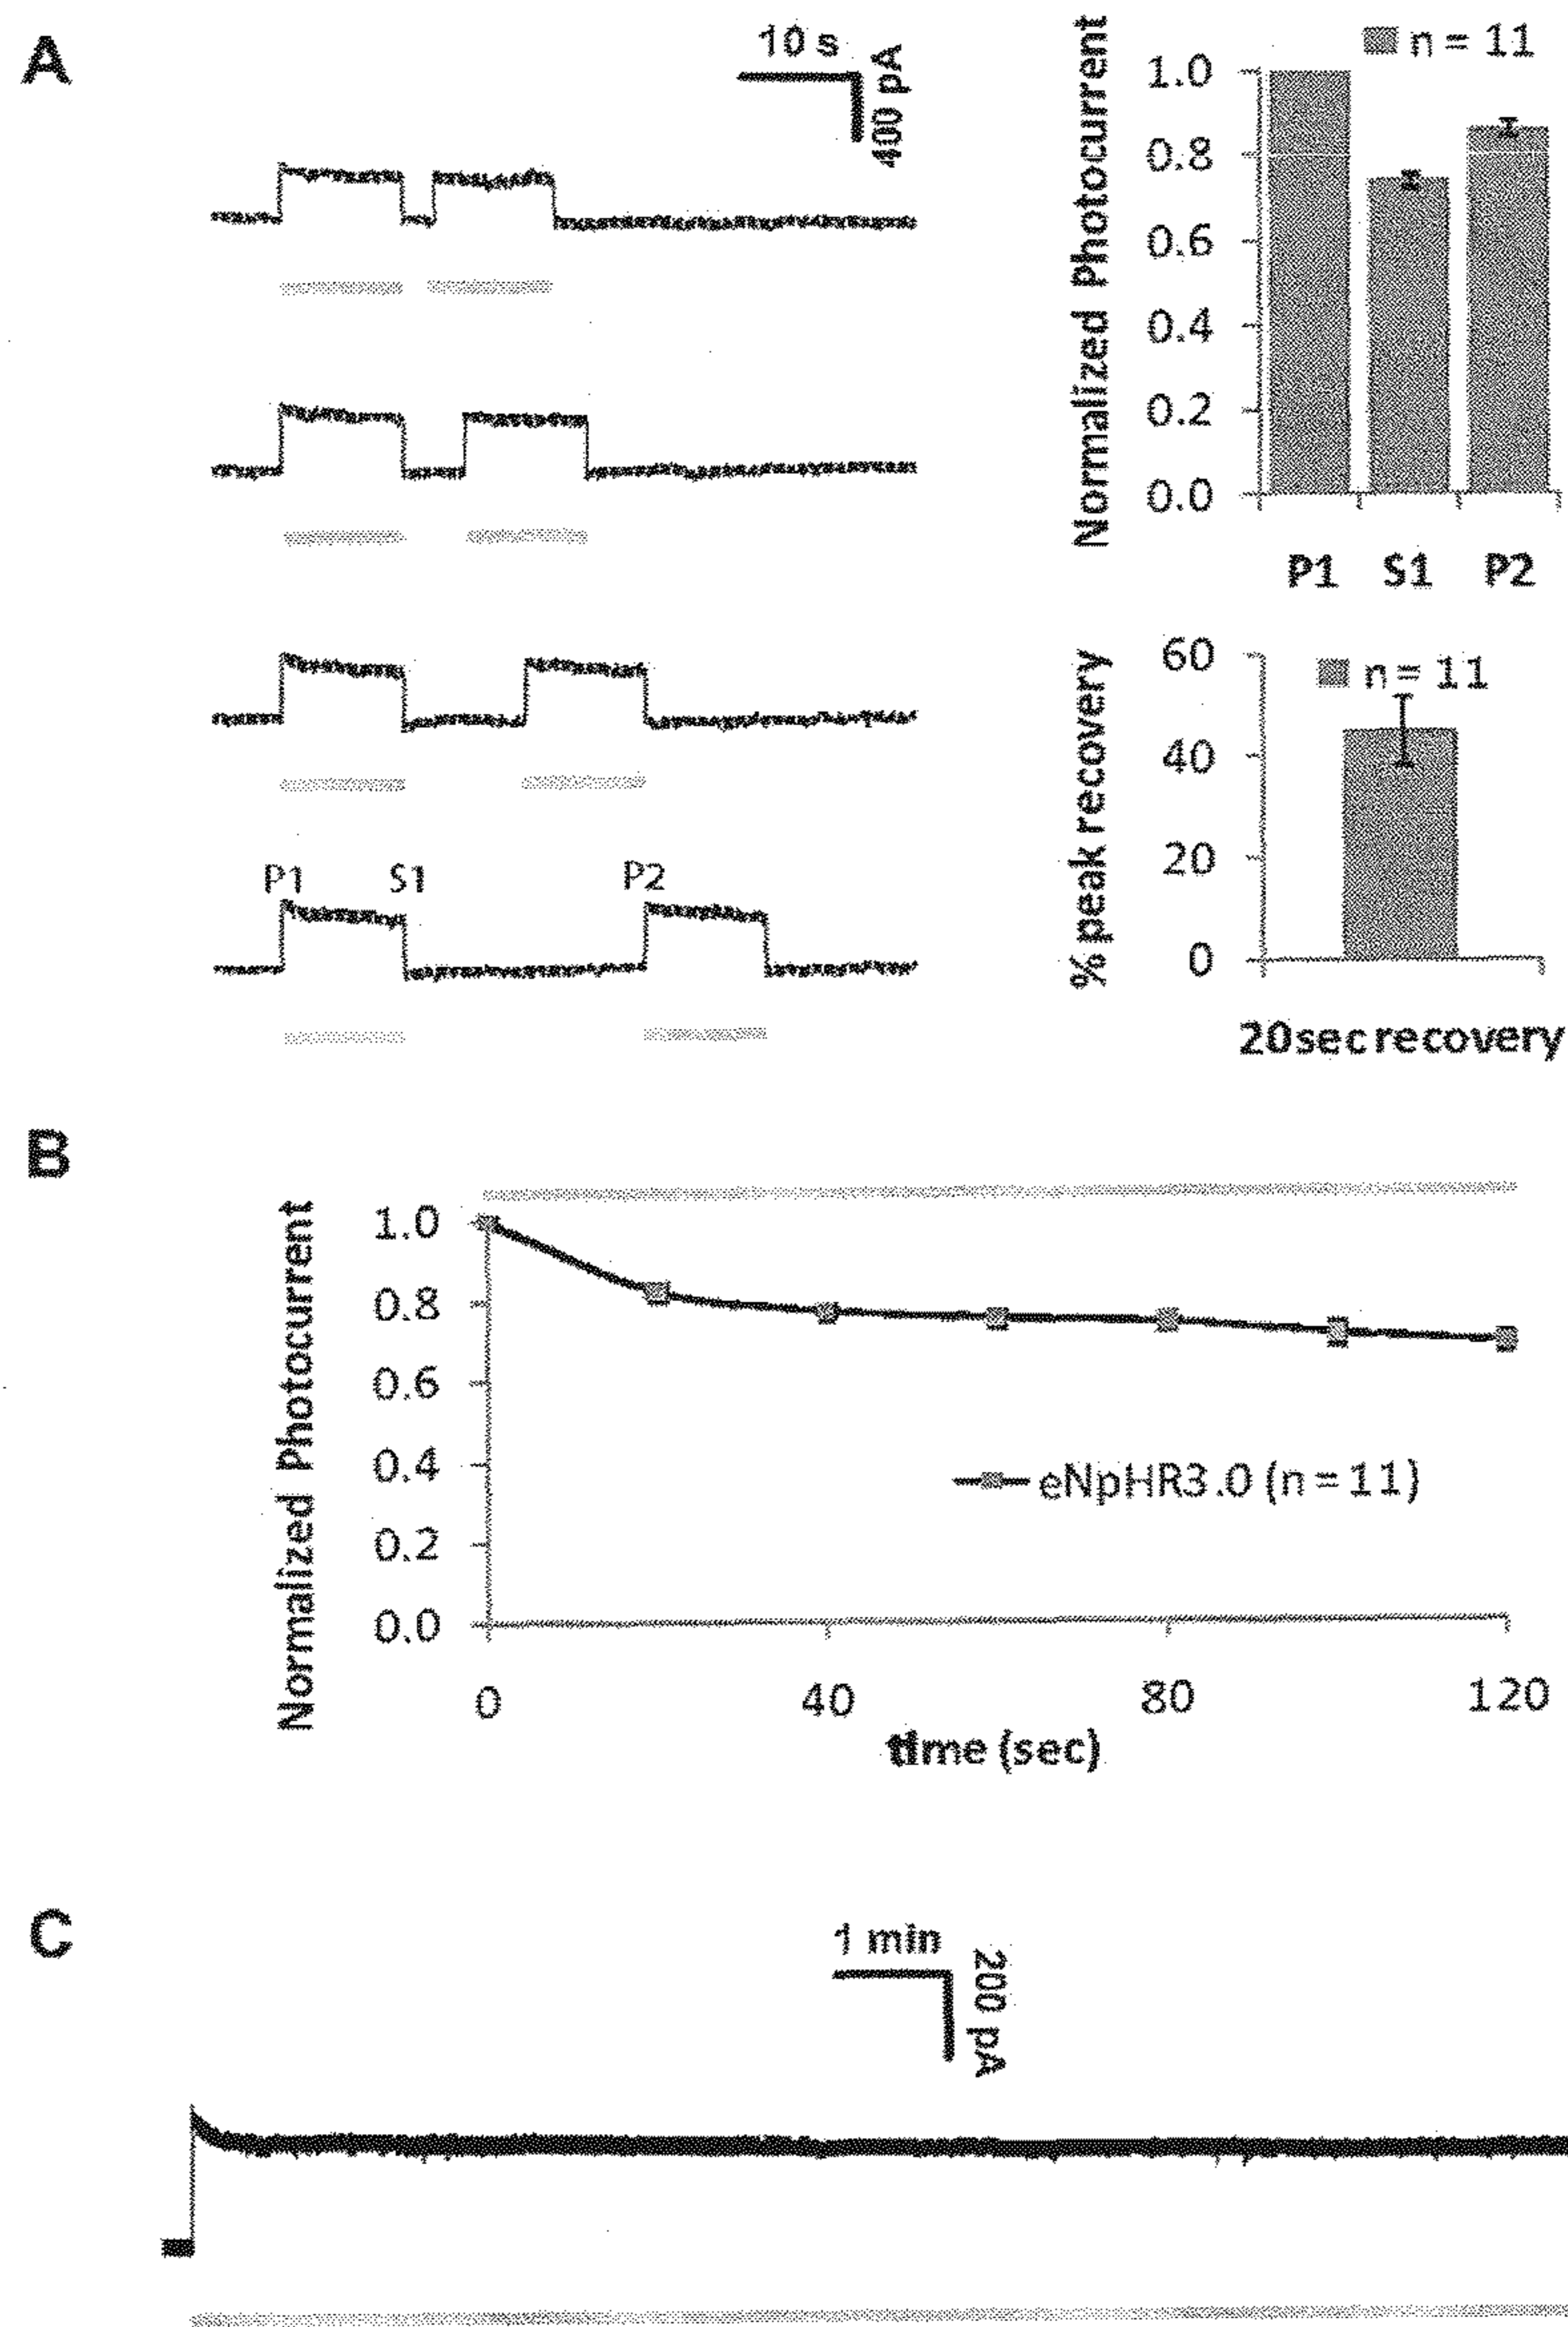 A
10 s
400 pA
P1
S1
P2
Normalized Photocurrent
n = 11
1.0
0.8
0.6
0.4
0.2
0.0
P1 S1 P2
% peak recovery
n = 11
60
40
20
0
20sec recovery
B
Normalized Photocurrent
1.0
0.8
0.6
0.4
0.2
0.0
eNpHR3.0 (n = 11)
0 40 80 120
time (sec)
C
1 min
200 pA